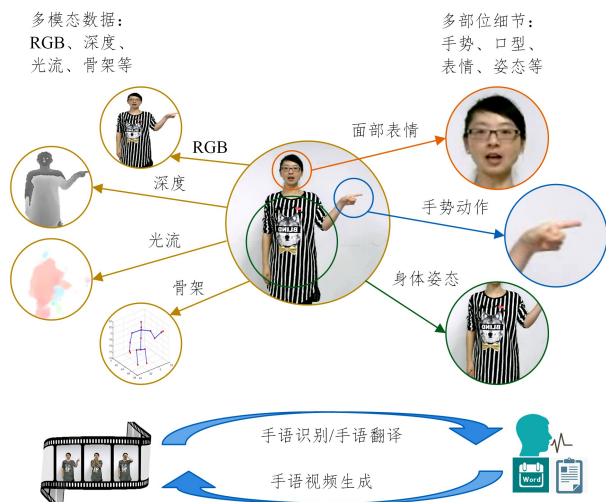 多模态数据:
RGB、深度、
光流、骨架等
多部位细节:
手势、口型、
表情、姿态等
RGB
深度
光流
骨架
面部表情
手势动作
身体姿态
手语识别/手语翻译
手语视频生成
Word